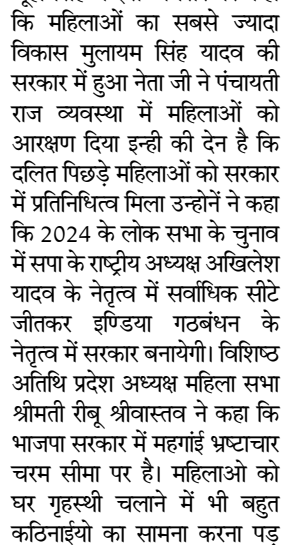 कि महिलाओं का सबसे ज्यादा
विकास मुलायम सिंह यादव की
सरकार में हुआ नेता जी ने पंचायती
राज व्यवस्था में महिलाओं को
आरक्षण दिया इन्ही की देन है कि
दलित पिछड़े महिलाओं को सरकार
में प्रतिनिधित्व मिला उन्होनें ने कहा
कि 2024 के लोक सभा के चुनाव
में सपा के राष्ट्रीय अध्यक्ष अखिलेश
यादव के नेतृत्व में सर्वाधिक सीटे
जीतकर इण्डिया गठबंधन के
नेतृत्व में सरकार बनायेगी। विशिष्ठ
अतिथि प्रदेश अध्यक्ष महिला सभा
श्रीमती रीबू श्रीवास्तव ने कहा कि
भाजपा सरकार में महगांई भ्रष्टाचार
चरम सीमा पर है। महिलाओ को
घर गृहस्थी चलाने में भी बहुत
कठिनाईयो का सामना करना पड़